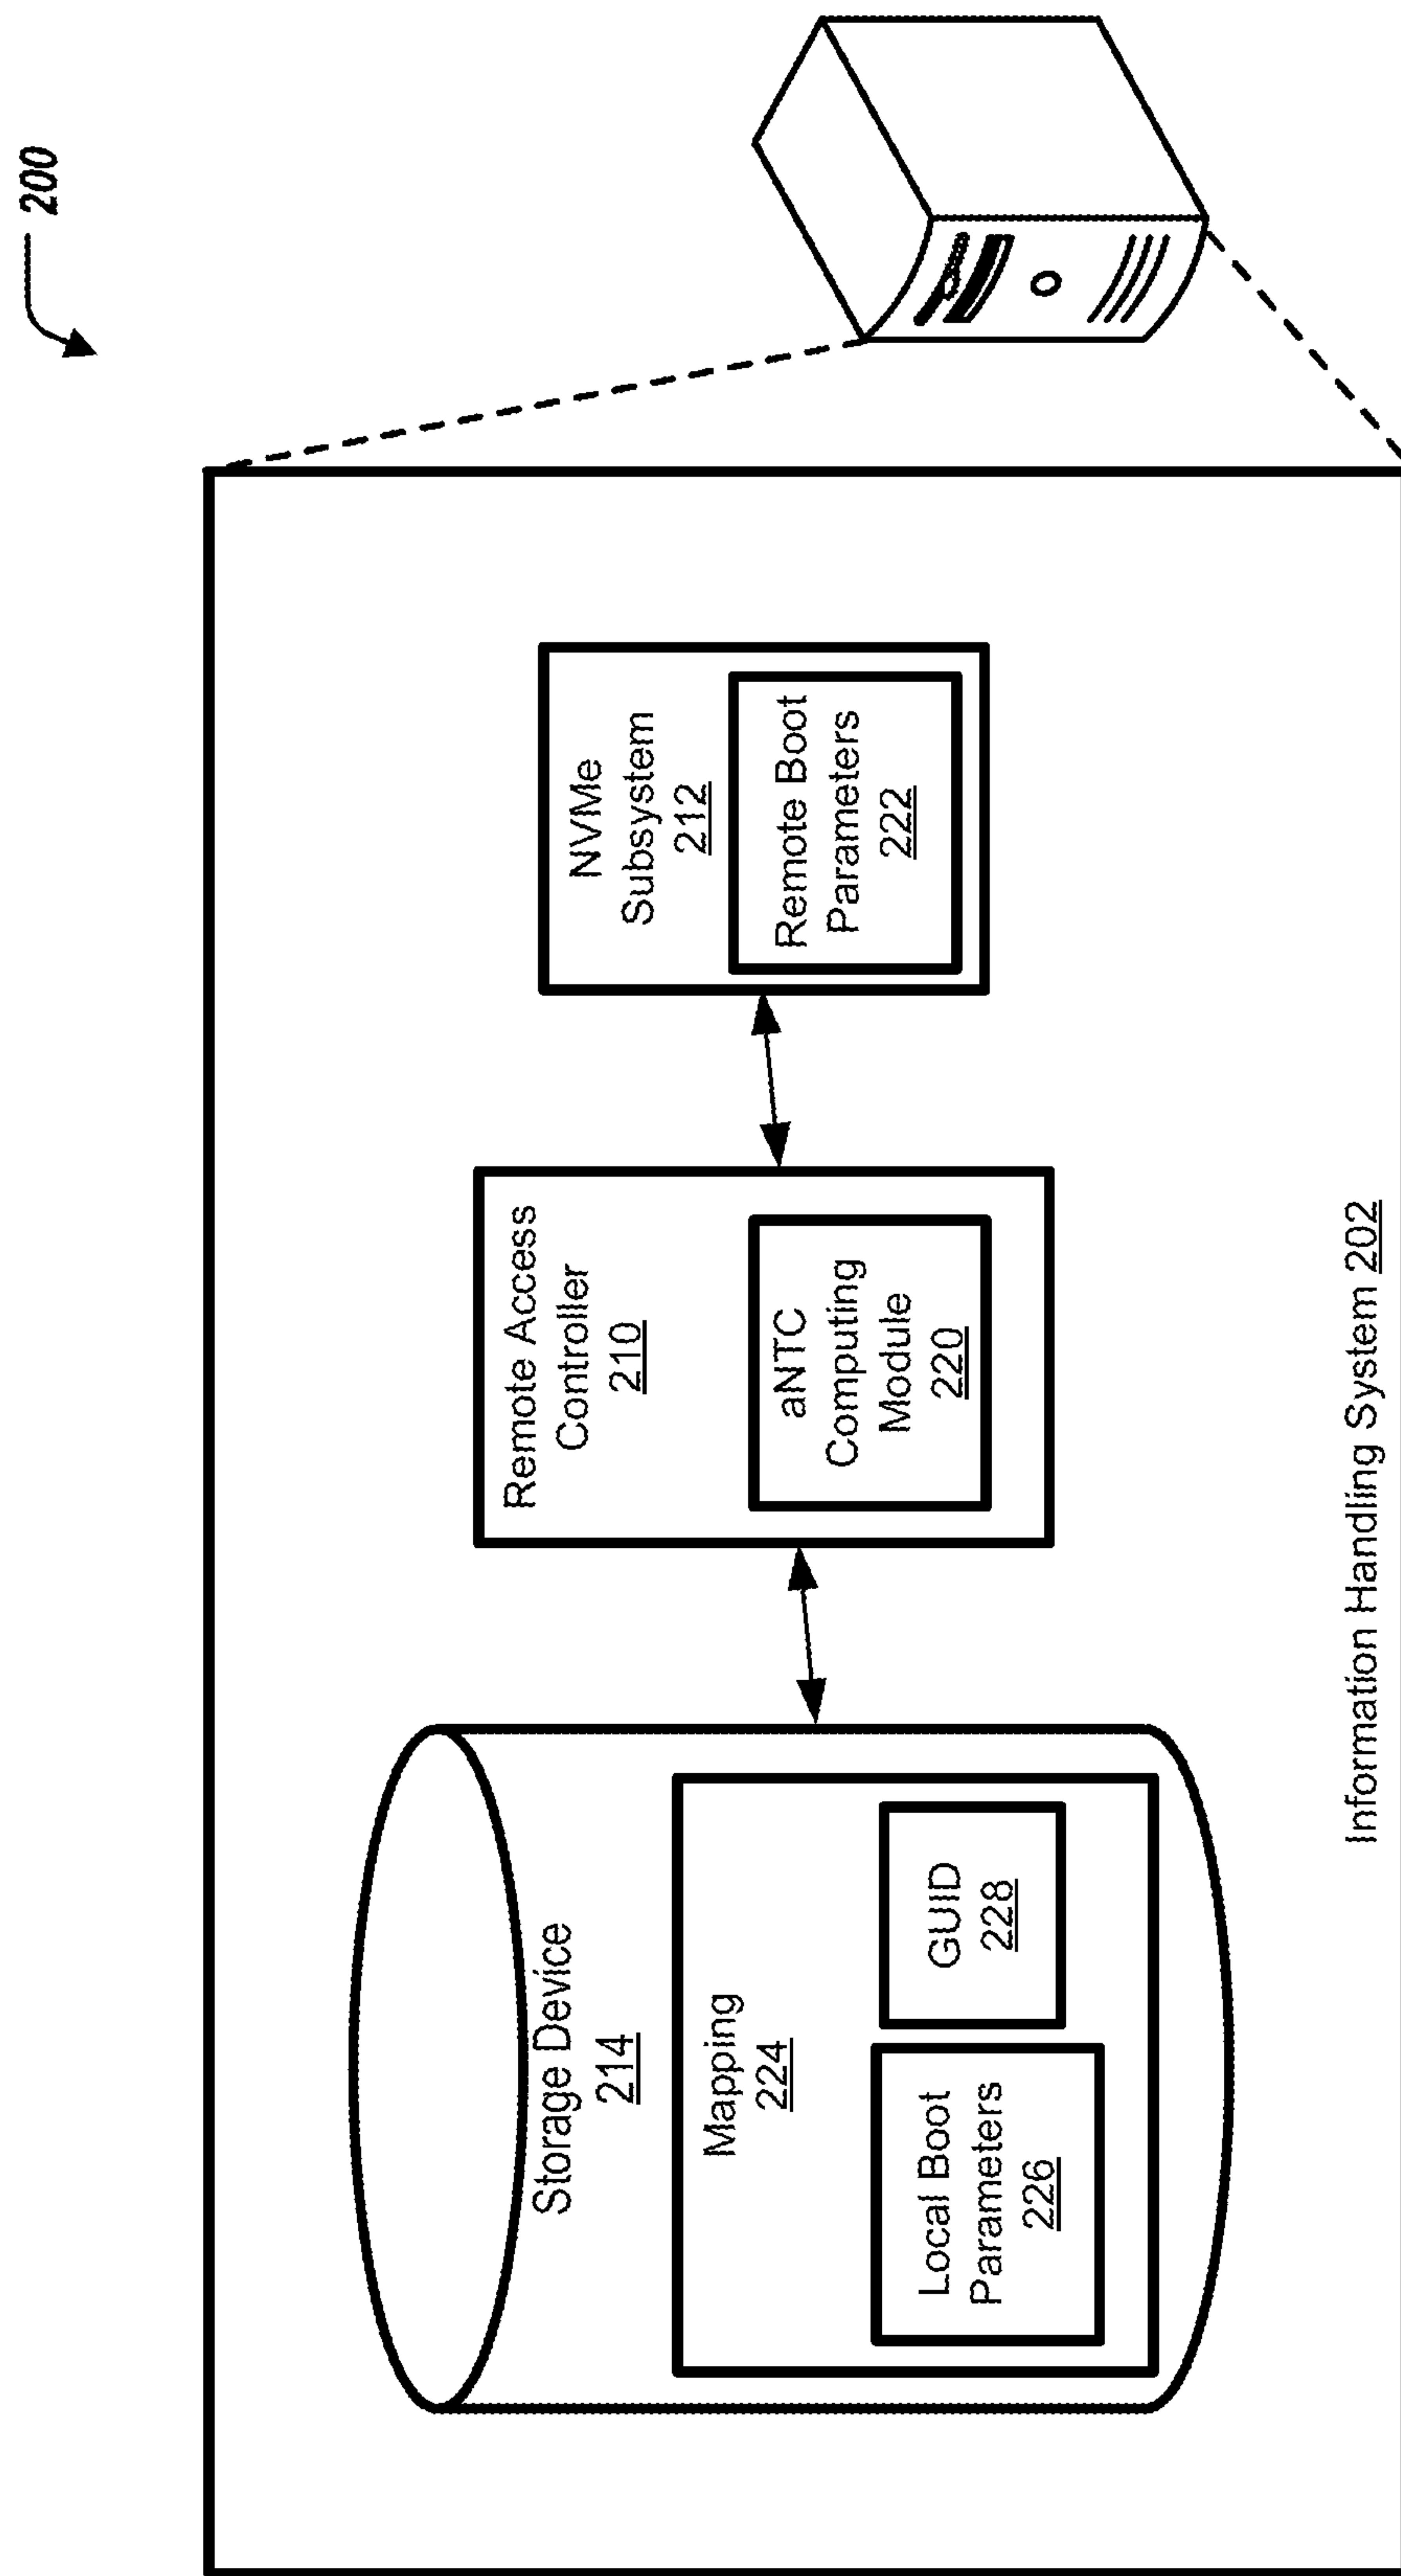 200
Storage Device
214
Mapping
224
Local Boot
Parameters
226
GUID
228
Remote Access
Controller
210
aNTC
Computing
Module
220
NVMe
Subsystem
212
Remote Boot
Parameters
222
Information Handling System 202